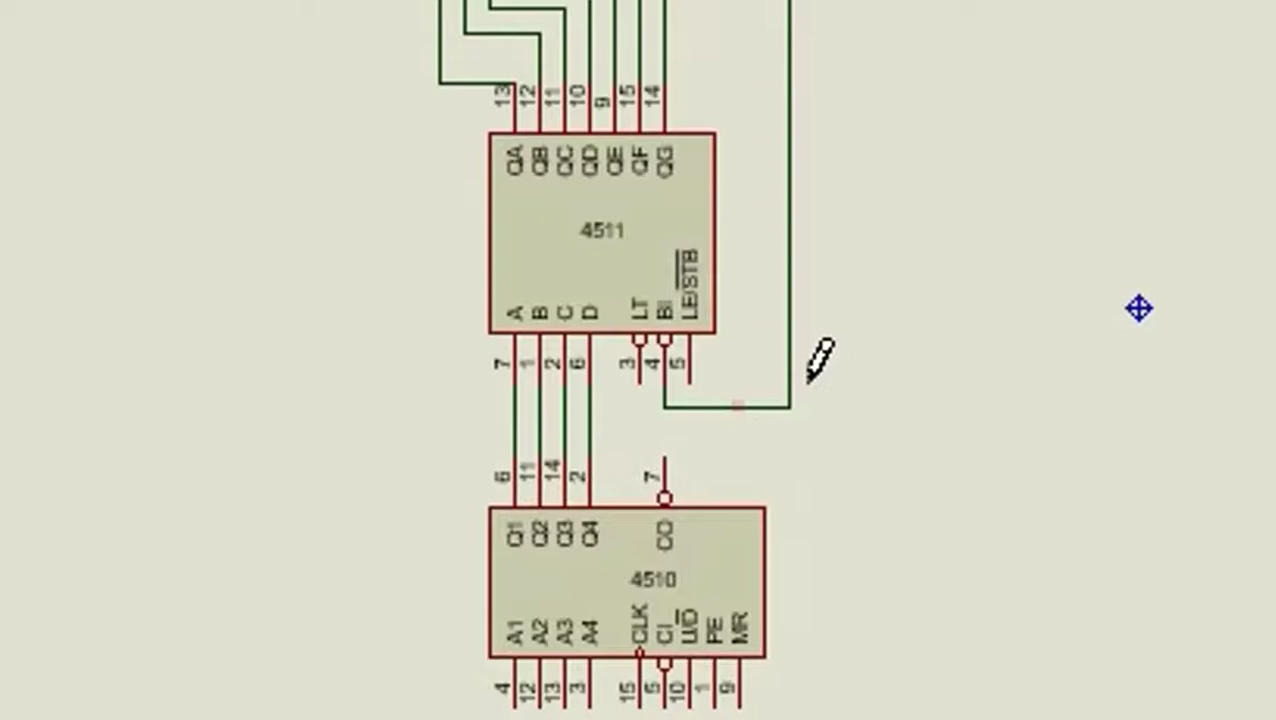 13 12 11 10 9 15 14
QA QB QC QD QE QF QG
4511
A B C D LT BI LE/STB
7 1 2 6 3 4 5
6 11 14 2 7
Q1 Q2 Q3 Q4 CO
4510
A1 A2 A3 A4 CLK CI U/D PE MR
4 12 13 3 15 5 10 1 9